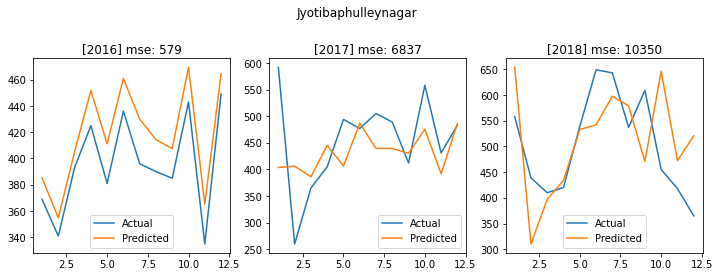 Jyotibaphulleynagar
[2016] mse: 579
460
440
420
400
380
360
340
2.5 5.0 7.5 10.0 12.5
Actual
Predicted
[2017] mse: 6837
600
550
500
450
400
350
300
250
2.5 5.0 7.5 10.0 12.5
Actual
Predicted
[2018] mse: 10350
650
600
550
500
450
400
350
300
2.5 5.0 7.5 10.0 12.5
Actual
Predicted